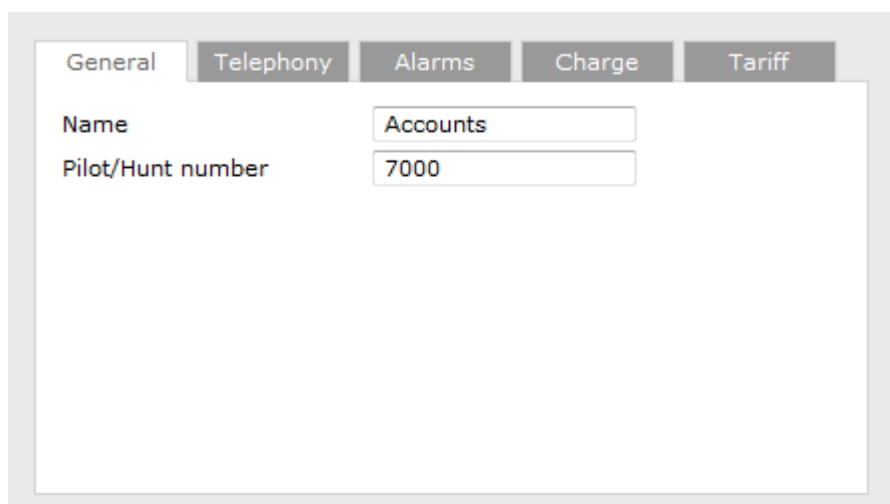 General Telephony Alarms Charge Tariff
Name Accounts
Pilot/Hunt number 7000